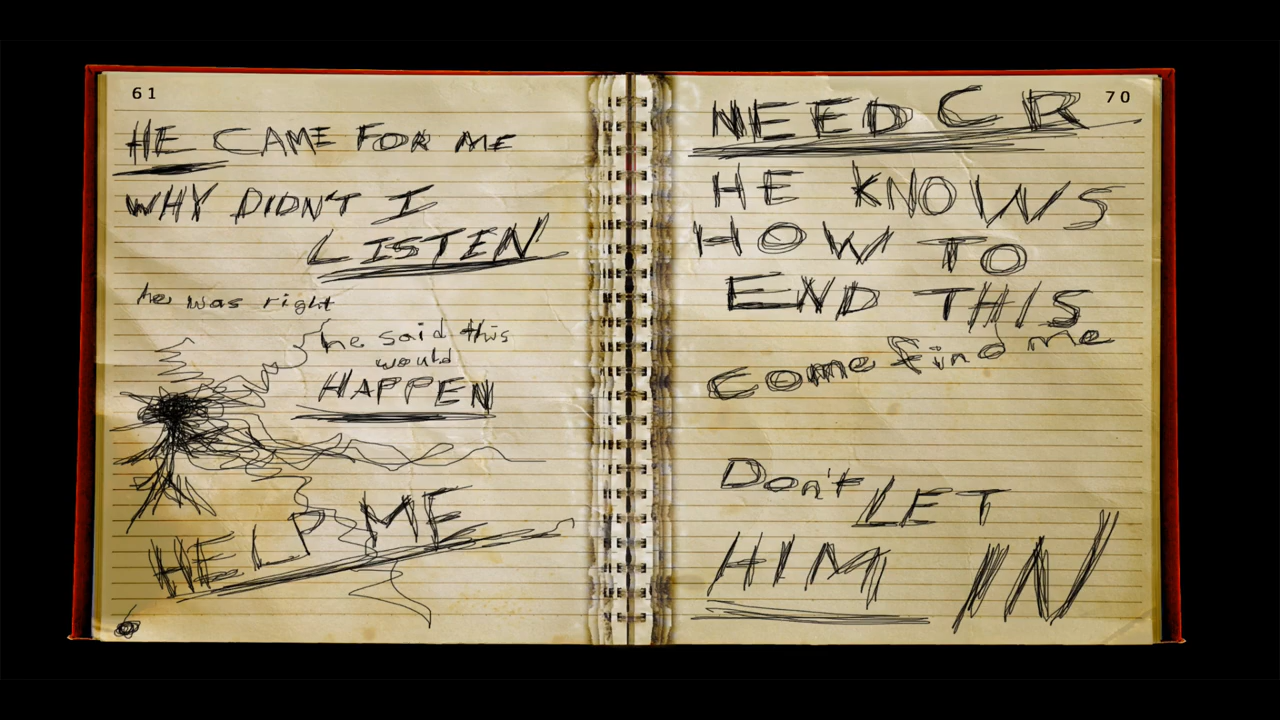 61
HE CAME FOR ME
WHY DIDN'T I
LISTEN
he was right
he said this
would
HAPPEN
HELP ME
70
NEED CR
HE KNOWS
HOW TO
END THIS
come find me
Don't LET
HIM IN